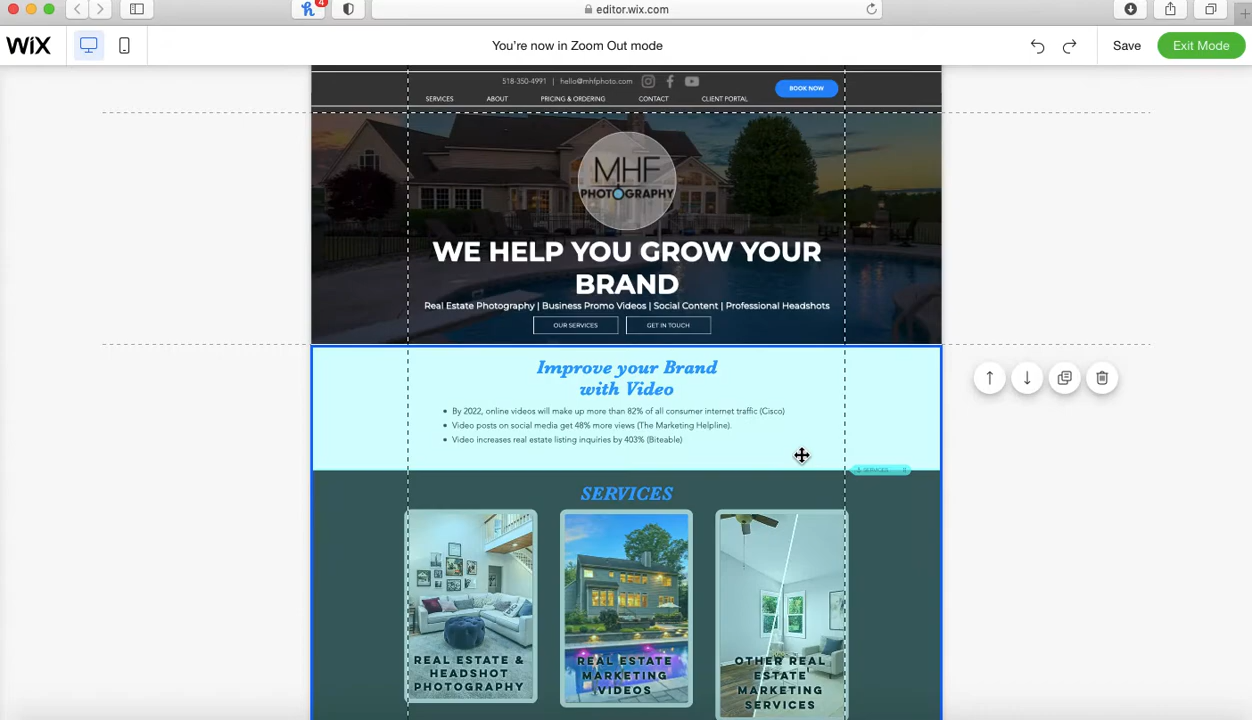 4
editor.wix.com
WiX
You're now in Zoom Out mode
Save
Exit Mode
518-350-4991 | hello@mhfphoto.com
BOOK NOW
SERVICES ABOUT PRICING & ORDERING CONTACT CLIENT PORTAL
MHF
PHOTOGRAPHY
WE HELP YOU GROW YOUR
BRAND
Real Estate Photography | Business Promo Videos | Social Content | Professional Headshots
OUR SERVICES GET IN TOUCH
Improve your Brand
with Video
• By 2022, online videos will make up more than 82% of all consumer internet traffic (Cisco)
• Video posts on social media get 48% more views (The Marketing Helpline).
• Video increases real estate listing inquiries by 403% (Biteable)
SERVICES
SERVICES
REAL ESTATE &
HEADSHOT
PHOTOGRAPHY
REAL ESTATE
MARKETING
VIDEOS
OTHER REAL
ESTATE
MARKETING
SERVICES